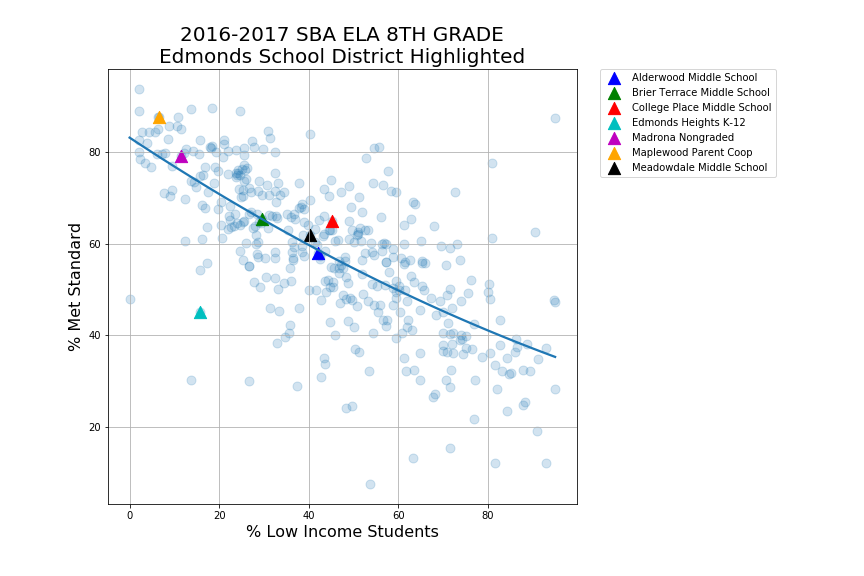 2016-2017 SBA ELA 8TH GRADE
Edmonds School District Highlighted
Alderwood Middle School
Brier Terrace Middle School
College Place Middle School
Edmonds Heights K-12
Madrona Nongraded
Maplewood Parent Coop
Meadowdale Middle School
% Met Standard
80
60
40
20
0 20 40 60 80
% Low Income Students